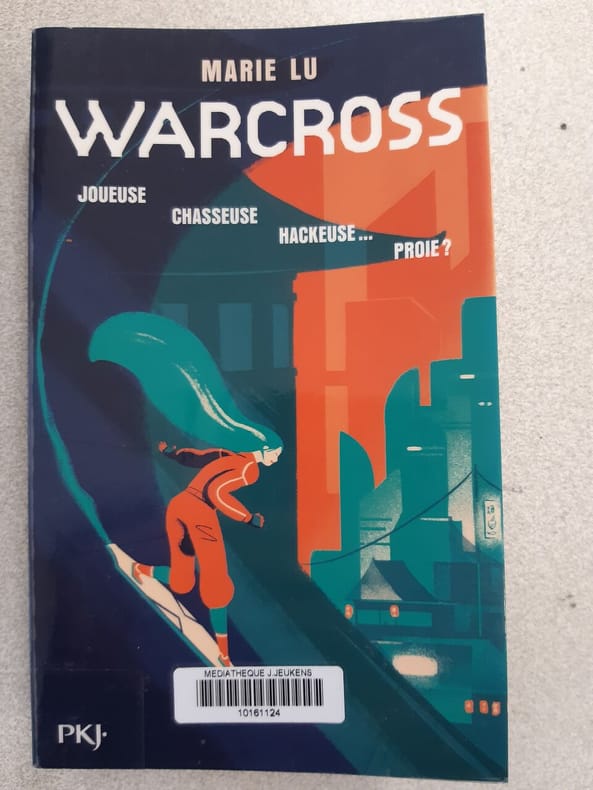 MARIE LU
WARCROSS
JOUEUSE
CHASSEUSE
HACKEUSE...
PROIE ?
MEDIATHEQUE J.JEUKENS
10161124
PKJ.